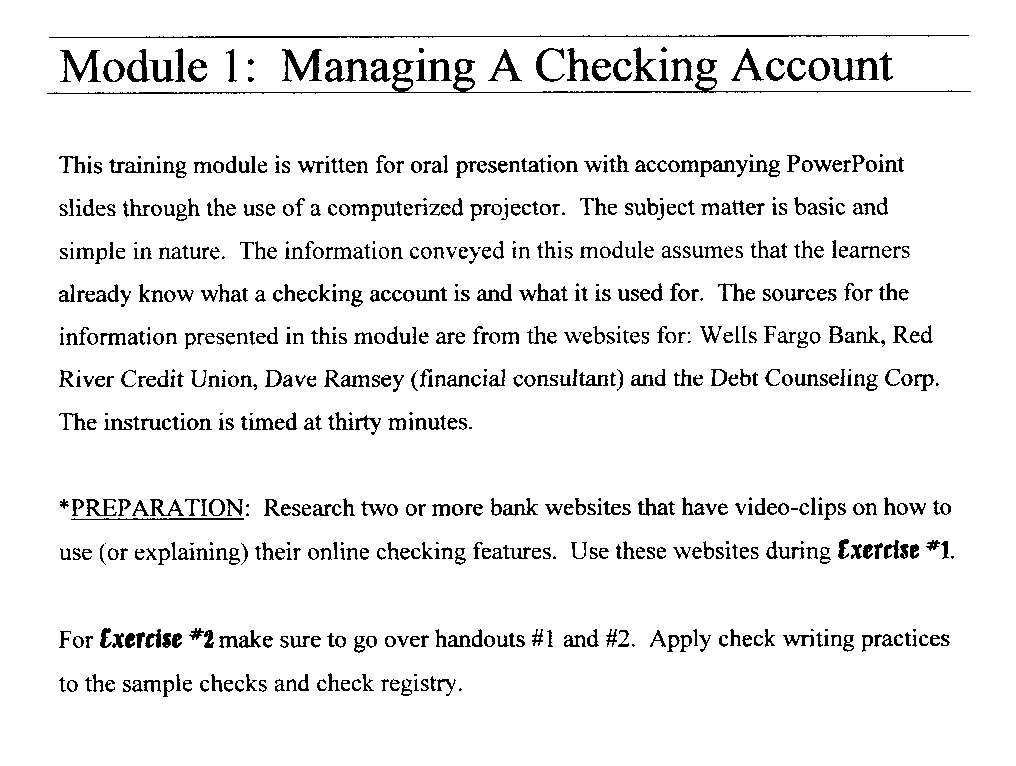 Module 1: Managing A Checking Account
This training module is written for oral presentation with accompanying PowerPoint
slides through the use of a computerized projector. The subject matter is basic and
simple in nature. The information conveyed in this module assumes that the learners
already know what a checking account is and what it is used for. The sources for the
information presented in this module are from the websites for: Wells Fargo Bank, Red
River Credit Union, Dave Ramsey (financial consultant) and the Debt Counseling Corp.
The instruction is timed at thirty minutes.
*PREPARATION: Research two or more bank websites that have video-clips on how to
use (or explaining) their online checking features. Use these websites during Exercise #1.
For Exercise #2 make sure to go over handouts #1 and #2. Apply check writing practices
to the sample checks and check registry.